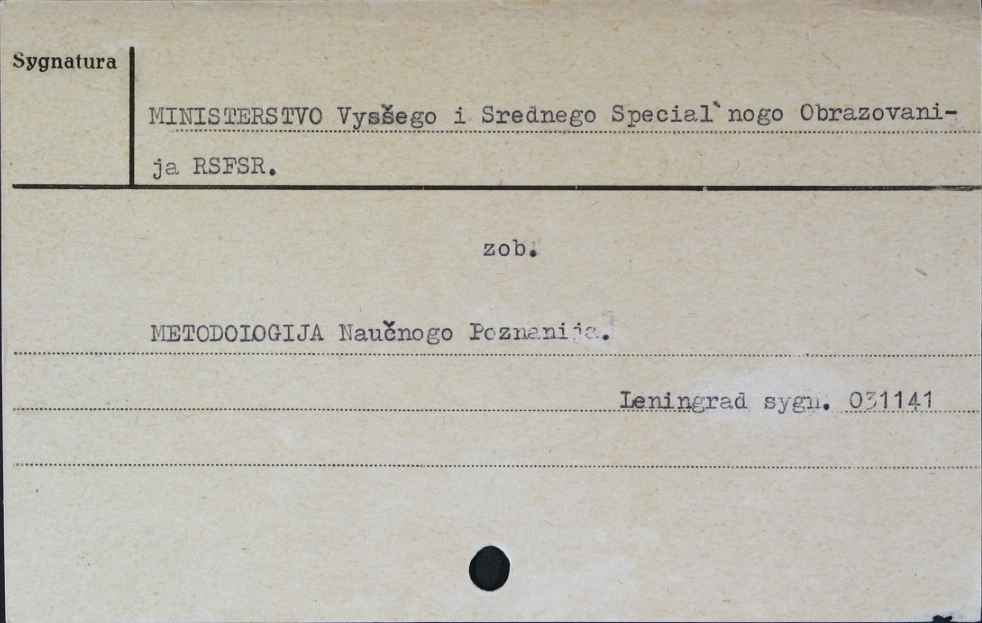 Sygnatura
MINISTERSTVO Vysšego i Srednego Special`nogo Obrazovani-
ja RSFSR.
zob.
METODOLOGIJA Naučnogo Poznanija.
Leningrad sygn. 031141